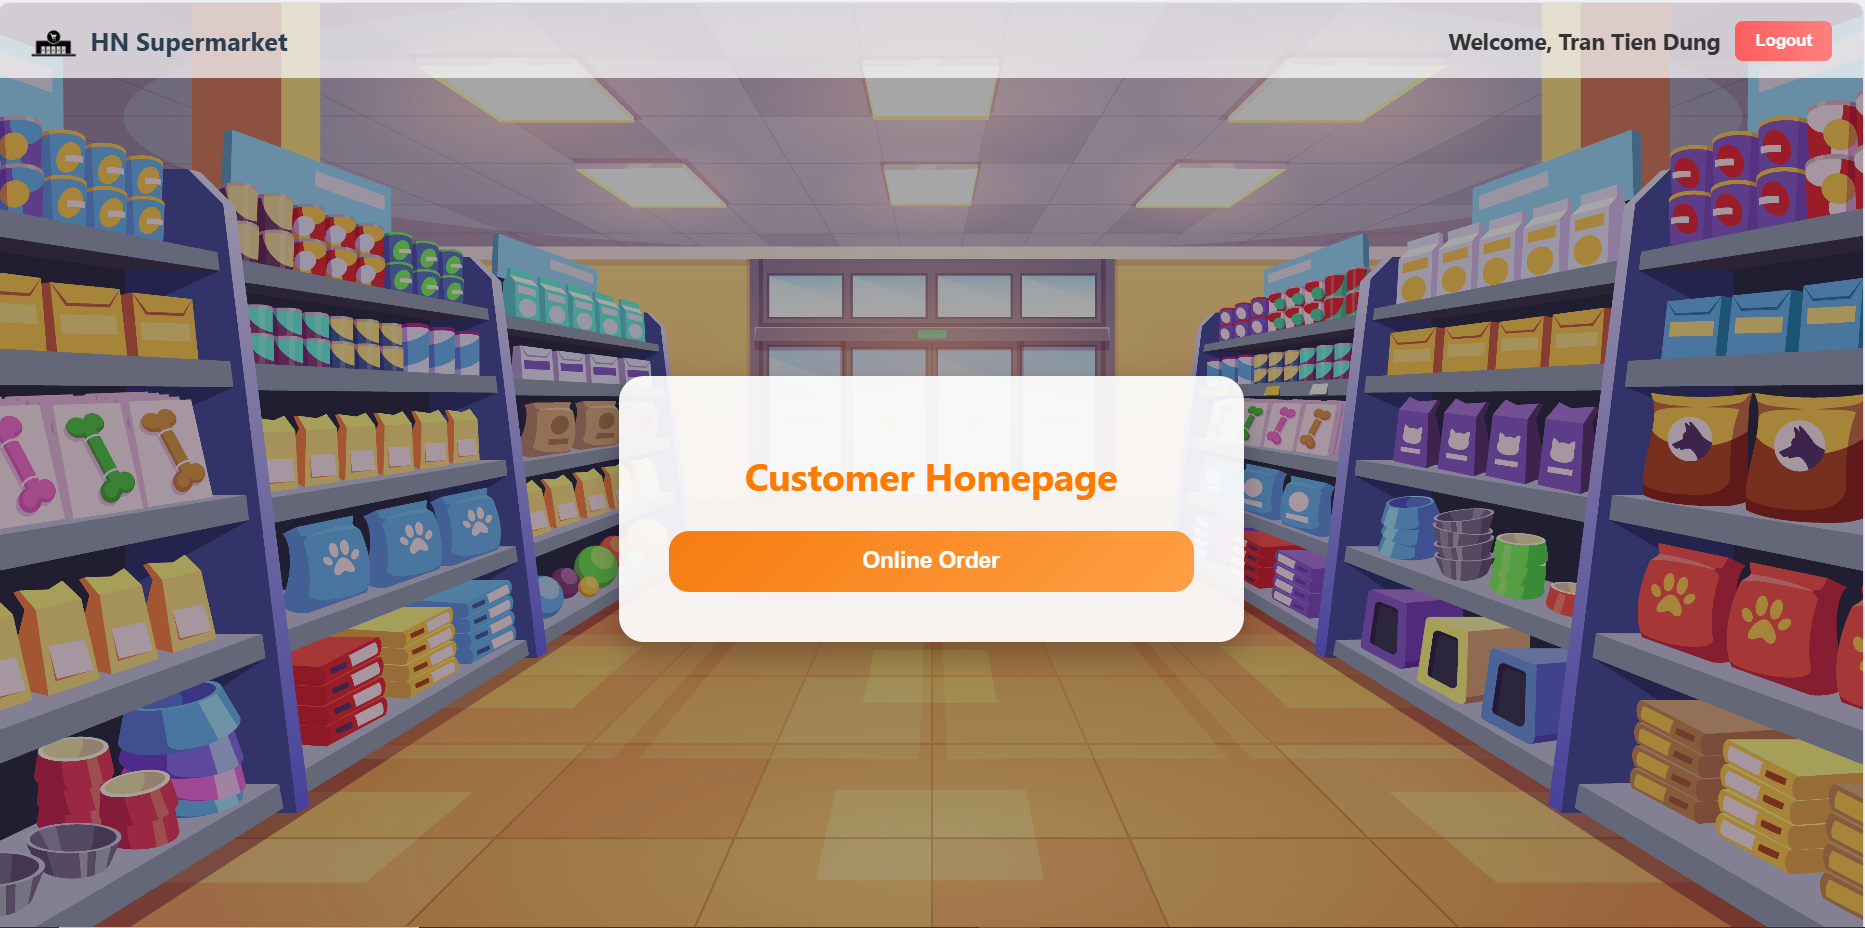 HN Supermarket
Welcome, Tran Tien Dung
Logout
Customer Homepage
Online Order